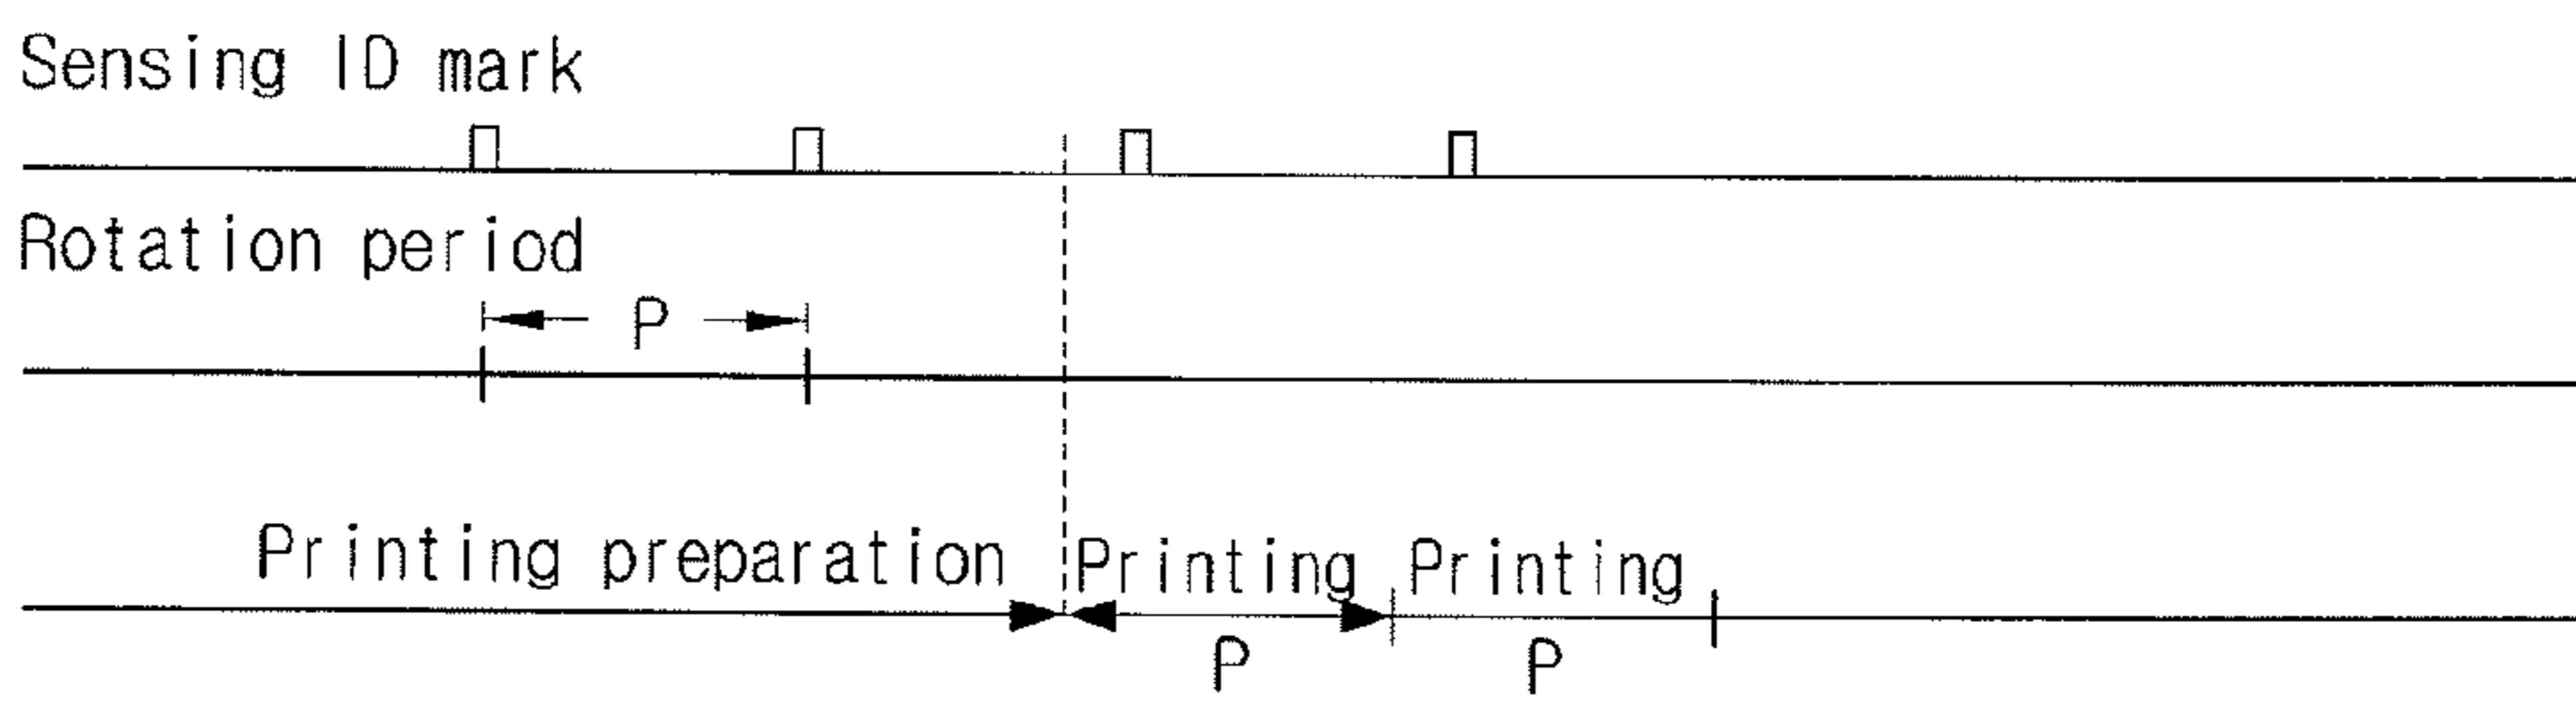 Sensing ID mark
Rotation period
P
Printing preparation Printing Printing
P P